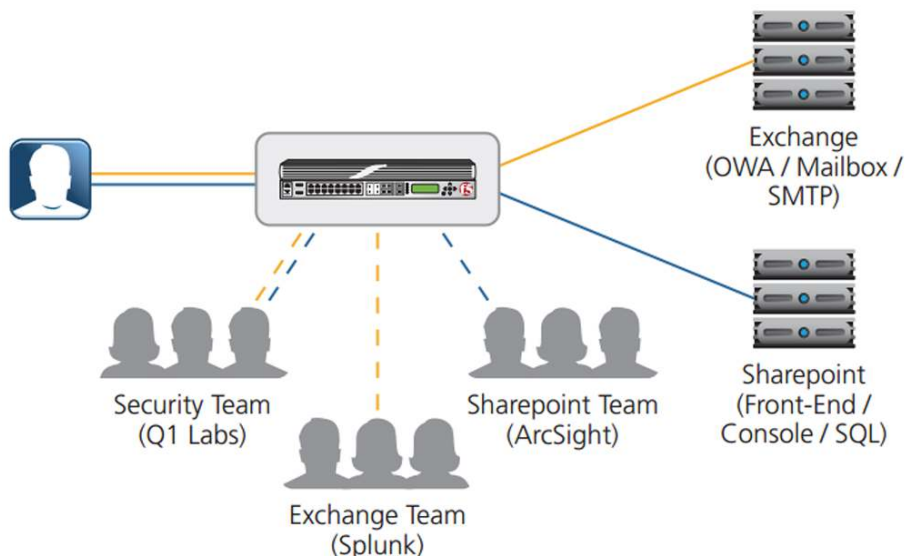 Exchange
(OWA / Mailbox /
SMTP)
Security Team
(Q1 Labs)
Sharepoint Team
(ArcSight)
Sharepoint
(Front-End /
Console / SQL)
Exchange Team
(Splunk)